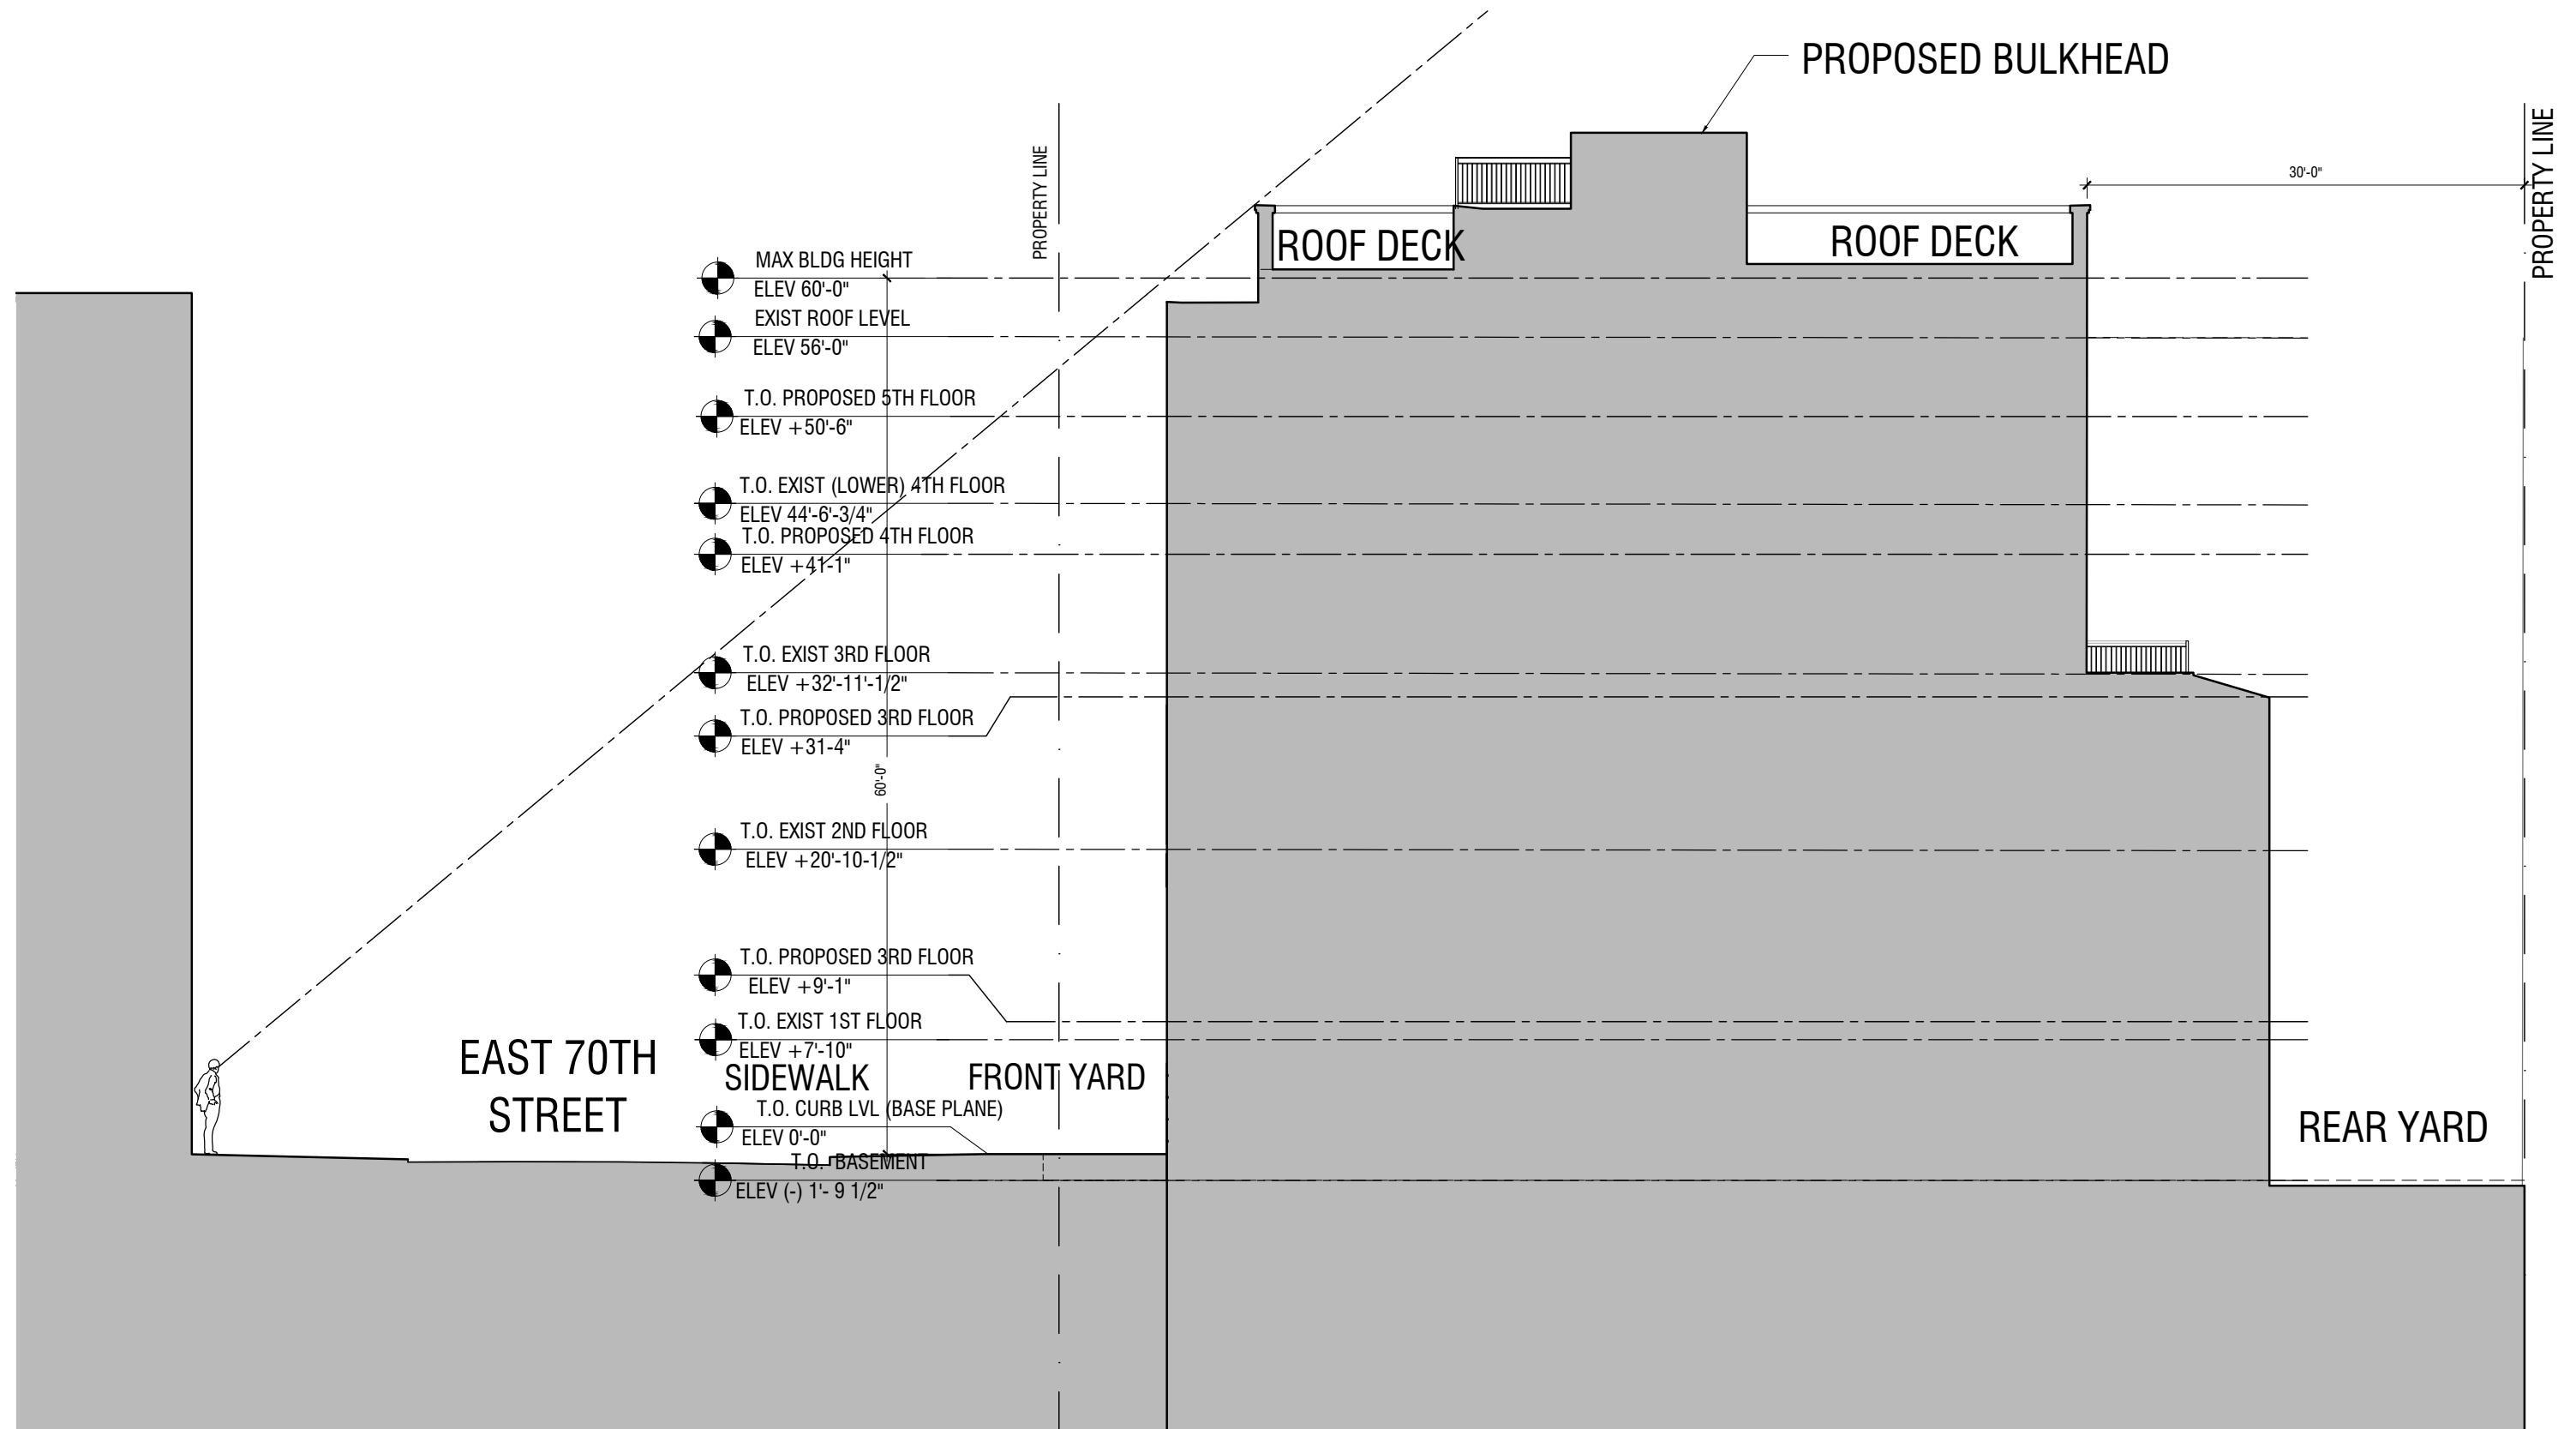 PROPOSED BULKHEAD
PROPERTY LINE
PROPERTY LINE
30'-0"
ROOF DECK
ROOF DECK
MAX BLDG HEIGHT
ELEV 60'-0"
EXIST ROOF LEVEL
ELEV 56'-0"
T.O. PROPOSED 5TH FLOOR
ELEV +50'-6"
T.O. EXIST (LOWER) 4TH FLOOR
ELEV 44'-6'-3/4"
T.O. PROPOSED 4TH FLOOR
ELEV +41-1"
T.O. EXIST 3RD FLOOR
ELEV +32'-11'-1/2"
T.O. PROPOSED 3RD FLOOR
ELEV +31-4"
60'-0"
T.O. EXIST 2ND FLOOR
ELEV +20'-10-1/2"
T.O. PROPOSED 3RD FLOOR
ELEV +9'-1"
T.O. EXIST 1ST FLOOR
ELEV +7'-10"
EAST 70TH
STREET
SIDEWALK
FRONT YARD
T.O. CURB LVL (BASE PLANE)
ELEV 0'-0"
T.O. BASEMENT
ELEV (-) 1'- 9 1/2"
REAR YARD